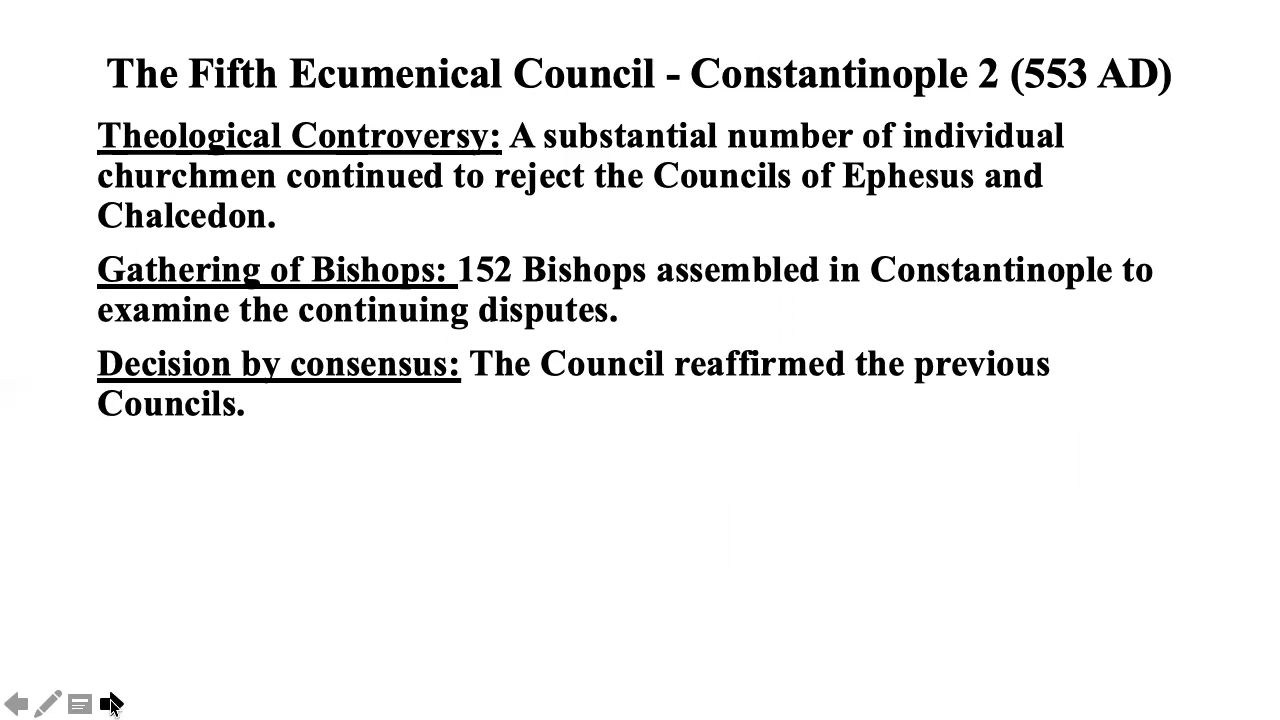 The Fifth Ecumenical Council - Constantinople 2 (553 AD)
Theological Controversy: A substantial number of individual
churchmen continued to reject the Councils of Ephesus and
Chalcedon.
Gathering of Bishops: 152 Bishops assembled in Constantinople to
examine the continuing disputes.
Decision by consensus: The Council reaffirmed the previous
Councils.